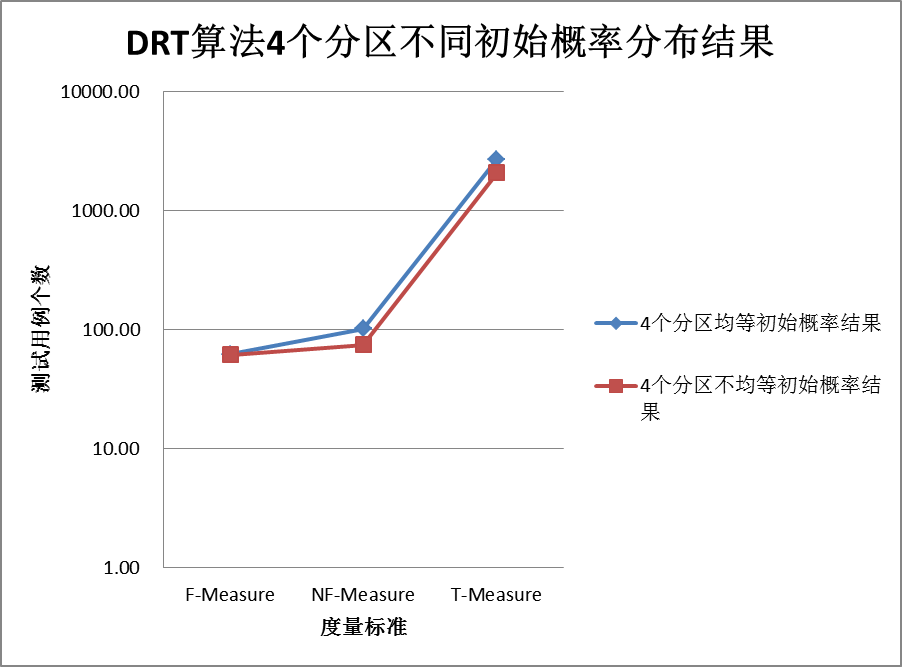 DRT算法4个分区不同初始概率分布结果
10000.00
1000.00
100.00
10.00
1.00
测试用例个数
F-Measure
NF-Measure
T-Measure
度量标准
4个分区均等初始概率结果
4个分区不均等初始概率结
果